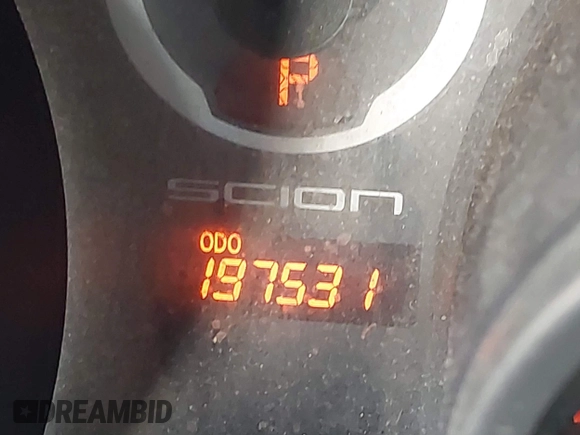 P
SCION
ODO
197531
DREAMBID